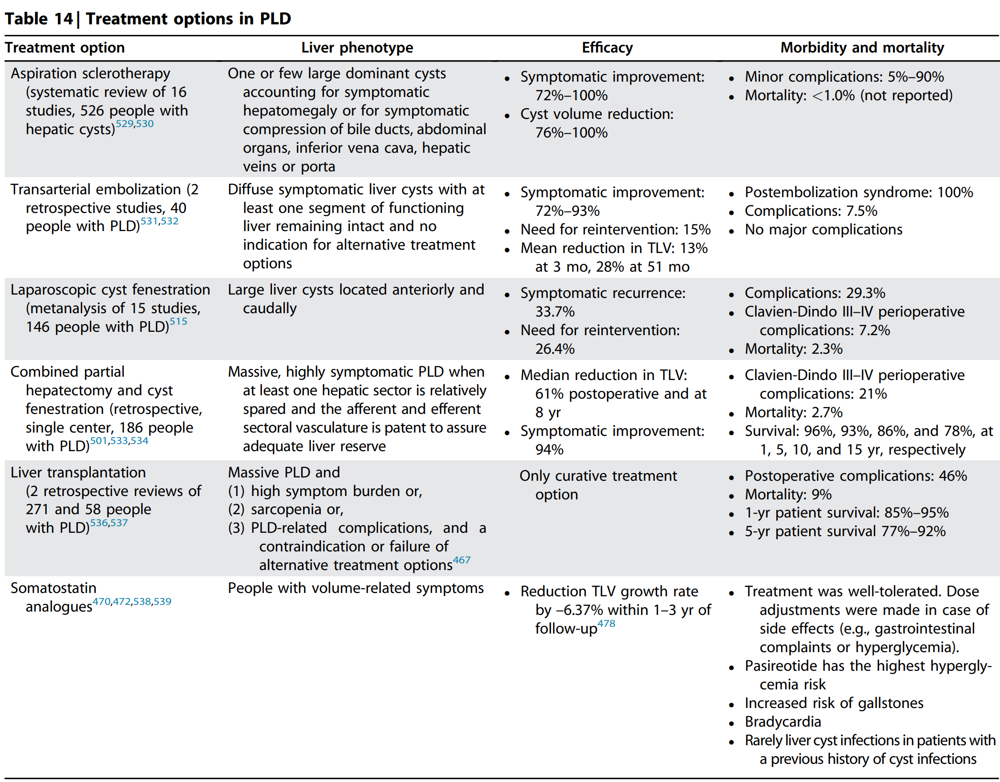 Table 14 | Treatment options in PLD
Treatment option
Liver phenotype
Efficacy
Morbidity and mortality
Aspiration sclerotherapy
(systematic review of 16
studies, 526 people with
hepatic cysts)529,530
One or few large dominant cysts
accounting for symptomatic
hepatomegaly or for symptomatic
compression of bile ducts, abdominal
organs, inferior vena cava, hepatic
veins or porta
• Symptomatic improvement:
72%–100%
• Cyst volume reduction:
76%–100%
• Minor complications: 5%–90%
• Mortality: <1.0% (not reported)
Transarterial embolization (2
retrospective studies, 40
people with PLD)531,532
Diffuse symptomatic liver cysts with at
least one segment of functioning
liver remaining intact and no
indication for alternative treatment
options
• Symptomatic improvement:
72%–93%
• Need for reintervention: 15%
• Mean reduction in TLV: 13%
at 3 mo, 28% at 51 mo
• Postembolization syndrome: 100%
• Complications: 7.5%
• No major complications
Laparoscopic cyst fenestration
(metanalysis of 15 studies,
146 people with PLD)515
Large liver cysts located anteriorly and
caudally
• Symptomatic recurrence:
33.7%
• Need for reintervention:
26.4%
• Complications: 29.3%
• Clavien-Dindo III–IV perioperative
complications: 7.2%
• Mortality: 2.3%
Combined partial
hepatectomy and cyst
fenestration (retrospective,
single center, 186 people
with PLD)501,533,534
Massive, highly symptomatic PLD when
at least one hepatic sector is relatively
spared and the afferent and efferent
sectoral vasculature is patent to assure
adequate liver reserve
• Median reduction in TLV:
61% postoperative and at
8 yr
• Symptomatic improvement:
94%
• Clavien-Dindo III–IV perioperative
complications: 21%
• Mortality: 2.7%
• Survival: 96%, 93%, 86%, and 78%, at
1, 5, 10, and 15 yr, respectively
Liver transplantation
(2 retrospective reviews of
271 and 58 people
with PLD)536,537
Massive PLD and
(1) high symptom burden or,
(2) sarcopenia or,
(3) PLD-related complications, and a
contraindication or failure of
alternative treatment options467
Only curative treatment
option
• Postoperative complications: 46%
• Mortality: 9%
• 1-yr patient survival: 85%–95%
• 5-yr patient survival 77%–92%
Somatostatin
analogues470,472,538,539
People with volume-related symptoms
• Reduction TLV growth rate
by –6.37% within 1–3 yr of
follow-up478
• Treatment was well-tolerated. Dose
adjustments were made in case of
side effects (e.g., gastrointestinal
complaints or hyperglycemia).
• Pasireotide has the highest hypergly-
cemia risk
• Increased risk of gallstones
• Bradycardia
• Rarely liver cyst infections in patients with
a previous history of cyst infections